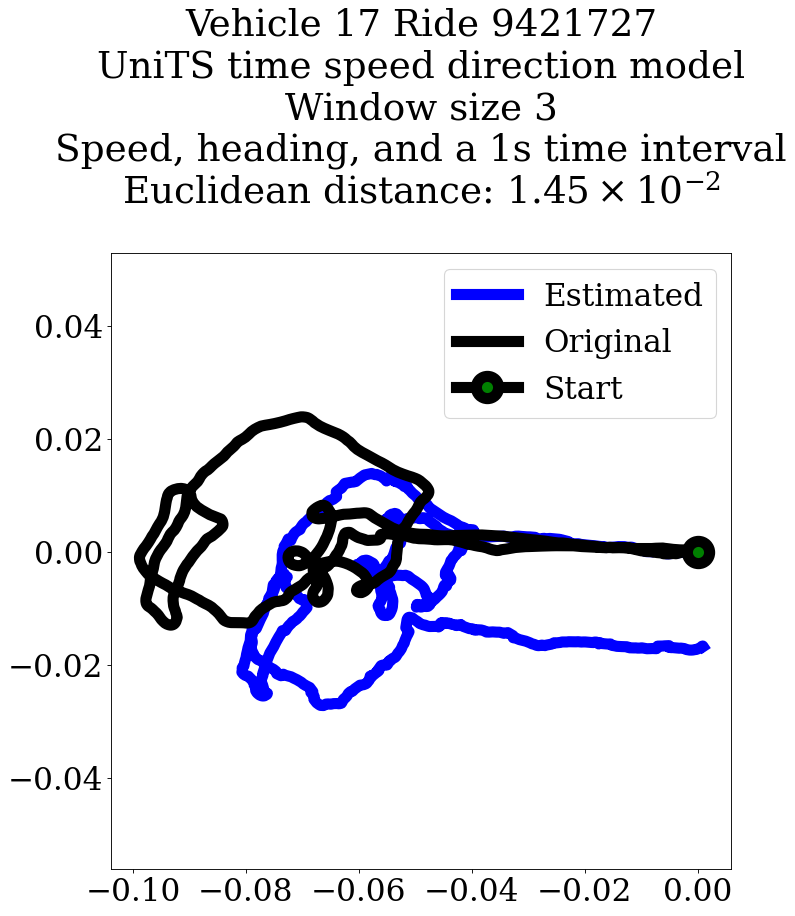 Vehicle 17 Ride 9421727
UniTS time speed direction model
Window size 3
Speed, heading, and a 1s time interval
Euclidean distance: 1.45 × 10⁻²
Estimated
Original
Start
0.04
0.02
0.00
−0.02
−0.04
−0.10 −0.08 −0.06 −0.04 −0.02 0.00